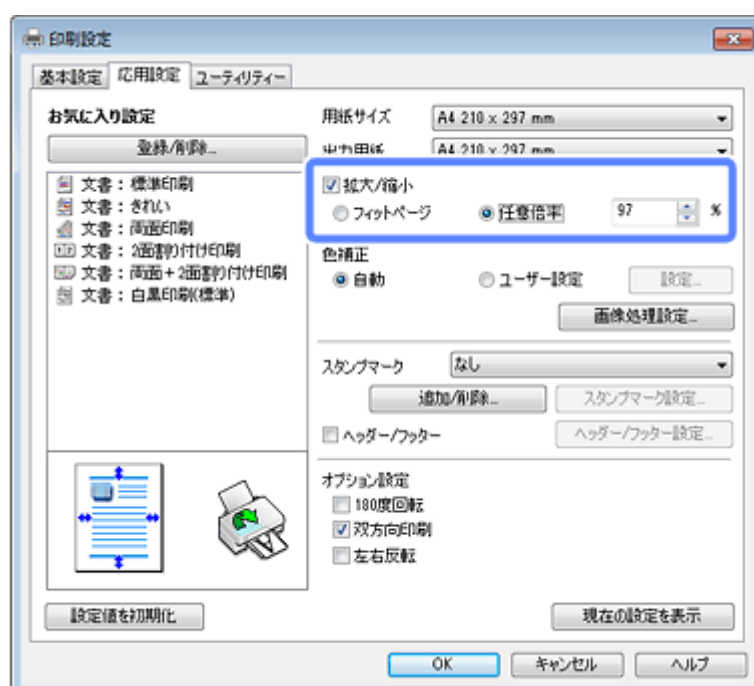 印刷設定
基本設定 応用設定 ユーティリティー
お気に入り設定
登録/削除...
文書：標準印刷
文書：きれい
文書：両面印刷
文書：2面割り付け印刷
文書：両面+2面割り付け印刷
文書：白黒印刷(標準)
用紙サイズ A4 210 x 297 mm
出力用紙 A4 210 x 297 mm
拡大/縮小
フィットページ 任意倍率 97 %
色補正
自動 ユーザー設定 設定...
画像処理設定...
スタンプマーク なし
追加/削除... スタンプマーク設定...
ヘッダー/フッター ヘッダー/フッター設定...
オプション設定
180度回転
双方向印刷
左右反転
設定値を初期化 現在の設定を表示
OK キャンセル ヘルプ